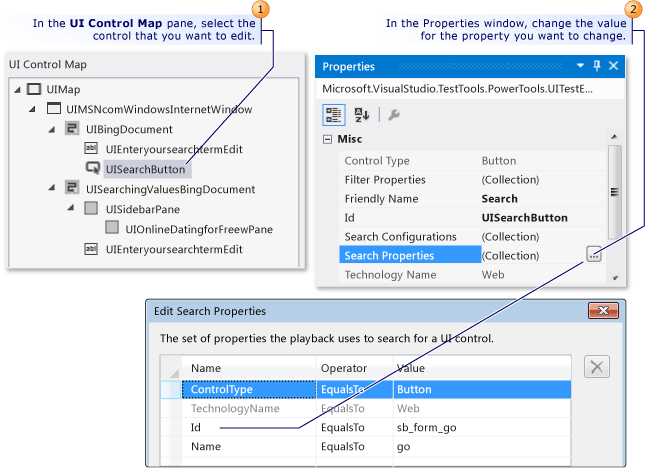 1
In the UI Control Map pane, select the
control that you want to edit.
2
In the Properties window, change the value
for the property you want to change.
UI Control Map
UIMap
UIMSNcomWindowsInternetWindow
UIBingDocument
UIEnteryoursearchtermEdit
UISearchButton
UISearchingValuesBingDocument
UISidebarPane
UIOnlineDatingforFreewPane
UIEnteryoursearchtermEdit
Properties
Microsoft.VisualStudio.TestTools.PowerTools.UITestE...
Misc
Control Type Button
Filter Properties (Collection)
Friendly Name Search
Id UISearchButton
Search Configurations (Collection)
Search Properties (Collection) ...
Technology Name Web
Edit Search Properties
The set of properties the playback uses to search for a UI control.
Name Operator Value
ControlType EqualsTo Button
TechnologyName EqualsTo Web
Id EqualsTo sb_form_go
Name EqualsTo go